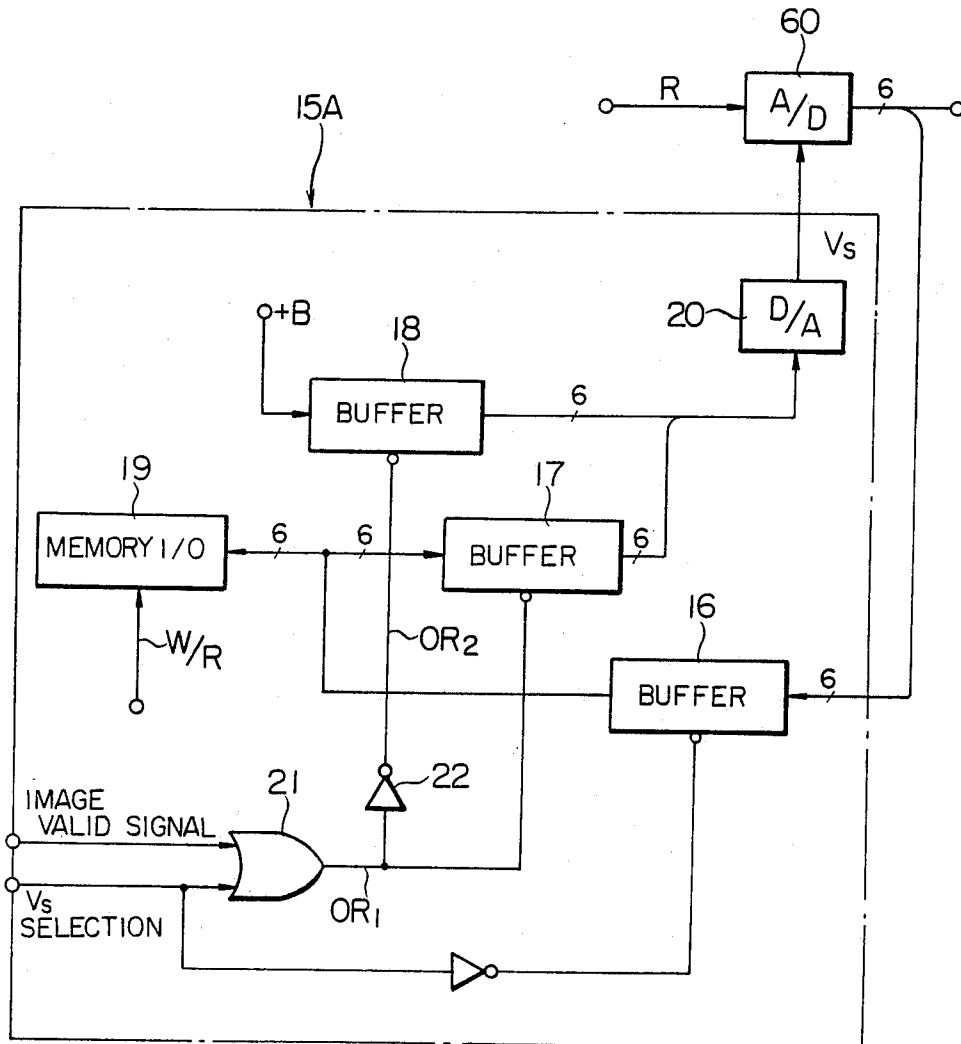 60
R
A/D
6
15A
Vs
+B
18
20
D/A
BUFFER
6
19
17
MEMORY I/O
6
6
BUFFER
6
W/R
OR2
16
BUFFER
6
22
21
IMAGE
VALID SIGNAL
OR1
Vs
SELECTION